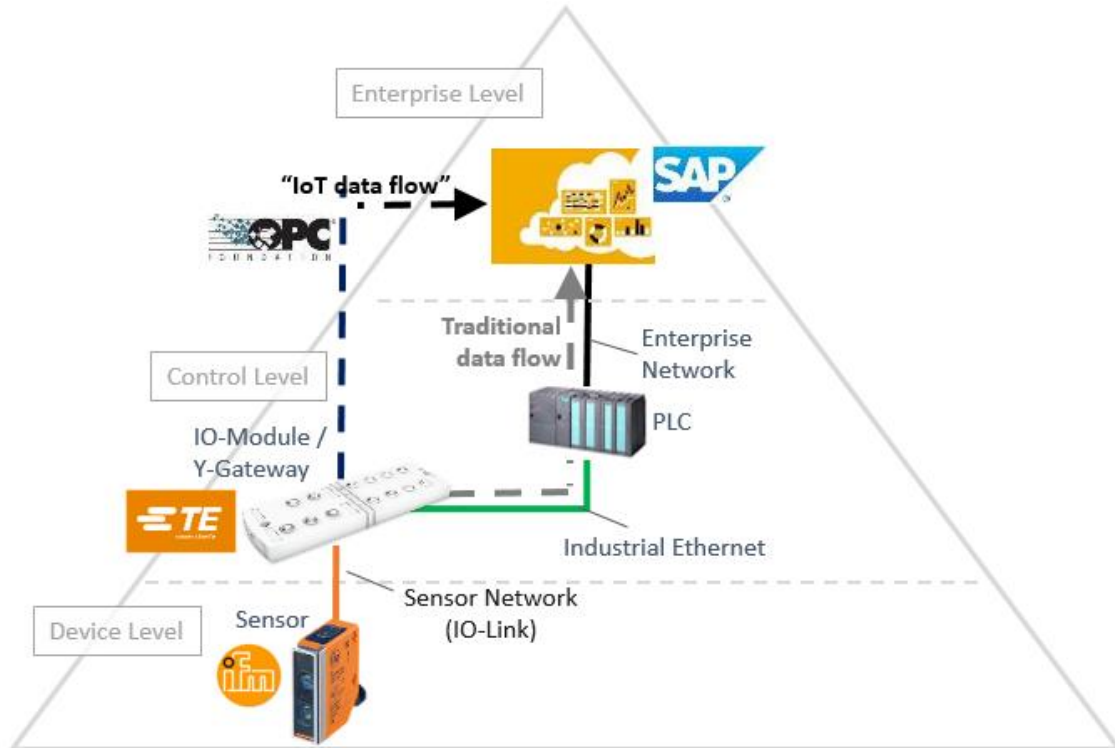 Enterprise Level
SAP
“IoT data flow”
OPC
FOUNDATION
Traditional
data flow
Enterprise
Network
Control Level
PLC
IO-Module /
Y-Gateway
TE
Industrial Ethernet
Sensor Network
(IO-Link)
Device Level
Sensor
ifm